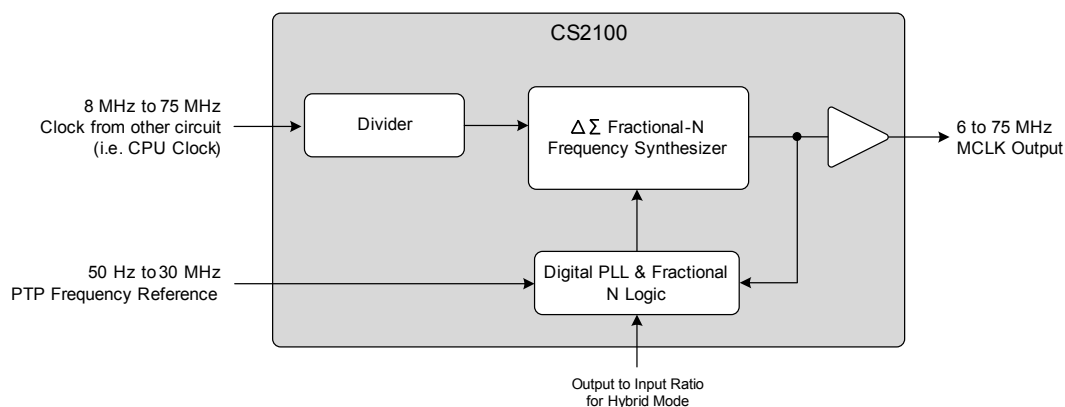 CS2100
8 MHz to 75 MHz
Clock from other circuit
(i.e. CPU Clock)
Divider
Δ Σ Fractional-N
Frequency Synthesizer
6 to 75 MHz
MCLK Output
50 Hz to 30 MHz
PTP Frequency Reference
Digital PLL & Fractional
N Logic
Output to Input Ratio
for Hybrid Mode